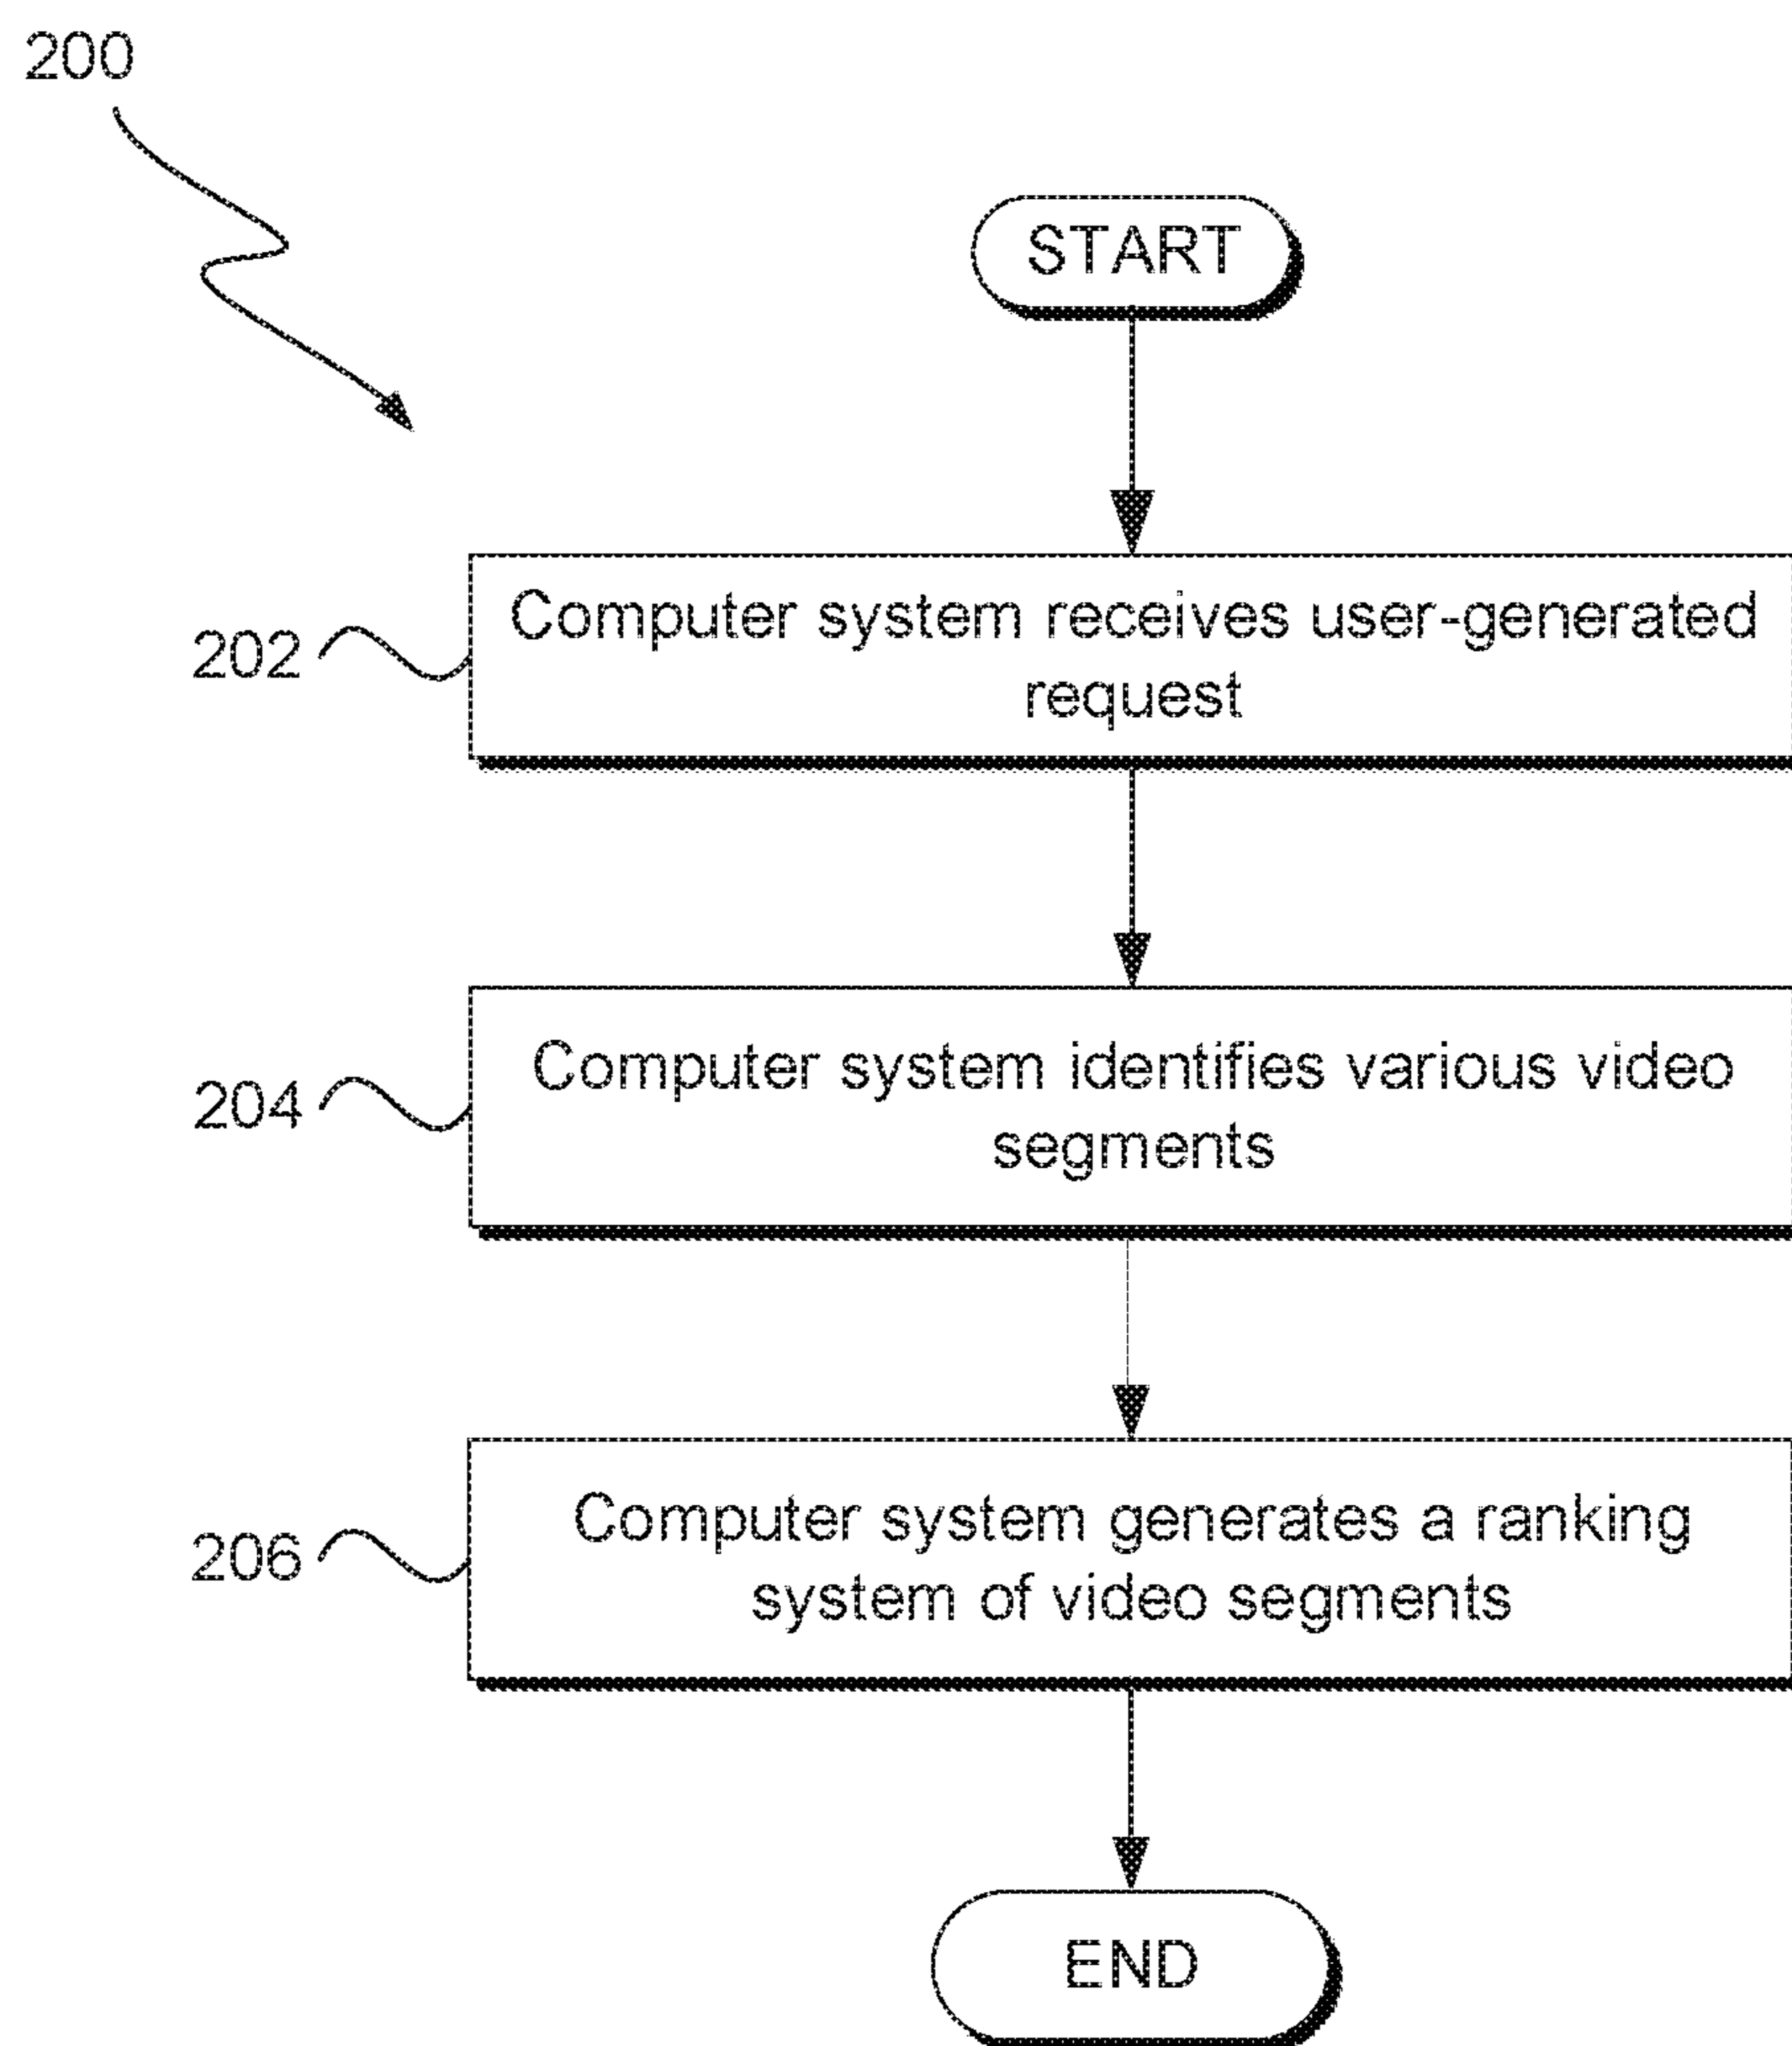 200
START
202
Computer system receives user-generated
request
204
Computer system identifies various video
segments
206
Computer system generates a ranking
system of video segments
END